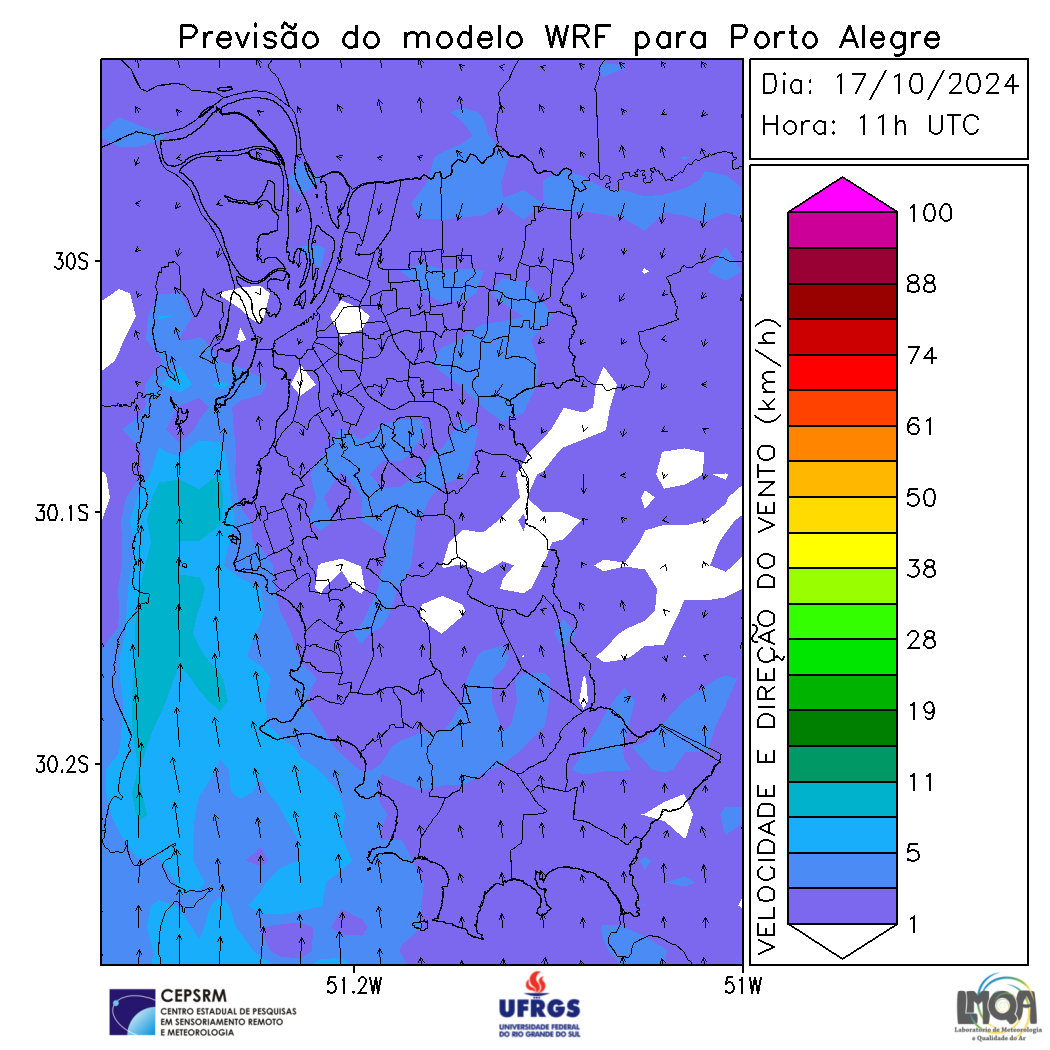 Previsão do modelo WRF para Porto Alegre
Dia: 17/10/2024
Hora: 11h UTC
30S
30.1S
30.2S
51.2W
51W
VELOCIDADE E DIREÇÃO DO VENTO (km/h)
100
88
74
61
50
38
28
19
11
5
1
CEPSRM
CENTRO ESTADUAL DE PESQUISAS
EM SENSORIAMENTO REMOTO
E METEOROLOGIA
UFRGS
UNIVERSIDADE FEDERAL
DO RIO GRANDE DO SUL
LMQA
Laboratório de Meteorologia
e Qualidade do Ar